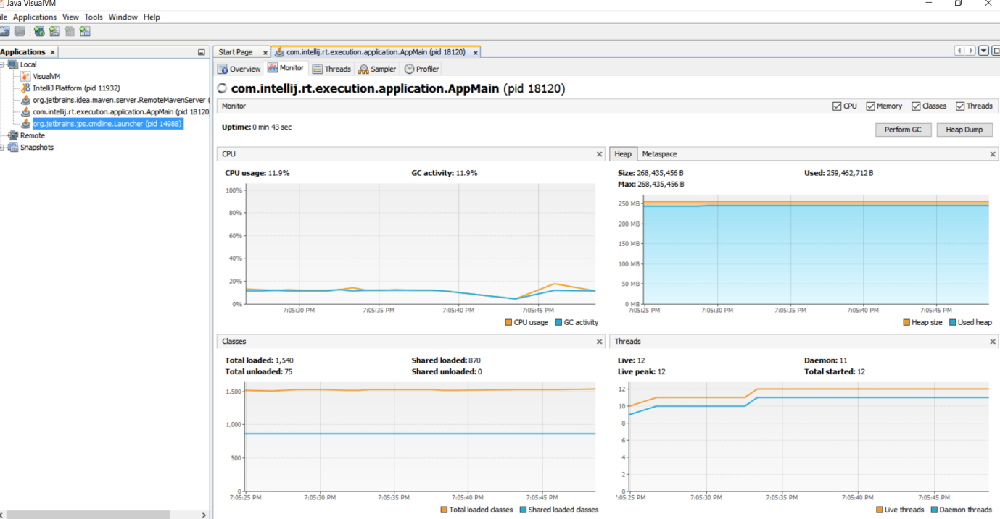 Java VisualVM
ile Applications View Tools Window Help
Applications
Local
VisualVM
IntelliJ Platform (pid 11932)
org.jetbrains.idea.maven.server.RemoteMavenServer (
com.intellij.rt.execution.application.AppMain (pid 18120
org.jetbrains.jps.cmdline.Launcher (pid 14988)
Remote
Snapshots
Start Page com.intellij.rt.execution.application.AppMain (pid 18120)
Overview Monitor Threads Sampler Profiler
com.intellij.rt.execution.application.AppMain (pid 18120)
Monitor CPU Memory Classes Threads
Uptime: 0 min 43 sec
Perform GC Heap Dump
CPU
CPU usage: 11.9% GC activity: 11.9%
100%
80%
60%
40%
20%
0%
7:05:30 PM 7:05:35 PM 7:05:40 PM 7:05:45 PM
CPU usage GC activity
Heap Metaspace
Size: 268,435,456 B Used: 259,462,712 B
Max: 268,435,456 B
250 MB
200 MB
150 MB
100 MB
50 MB
0 MB
7:05:25 PM 7:05:30 PM 7:05:35 PM 7:05:40 PM 7:05:45 PM
Heap size Used heap
Classes
Total loaded: 1,540 Shared loaded: 870
Total unloaded: 75 Shared unloaded: 0
1,500
1,000
500
0
7:05:25 PM 7:05:30 PM 7:05:35 PM 7:05:40 PM 7:05:45 PM
Total loaded classes Shared loaded classes
Threads
Live: 12 Daemon: 11
Live peak: 12 Total started: 12
12
10
8
6
4
2
0
:05:25 PM 7:05:30 PM 7:05:35 PM 7:05:40 PM 7:05:45 PM
Live threads Daemon threads